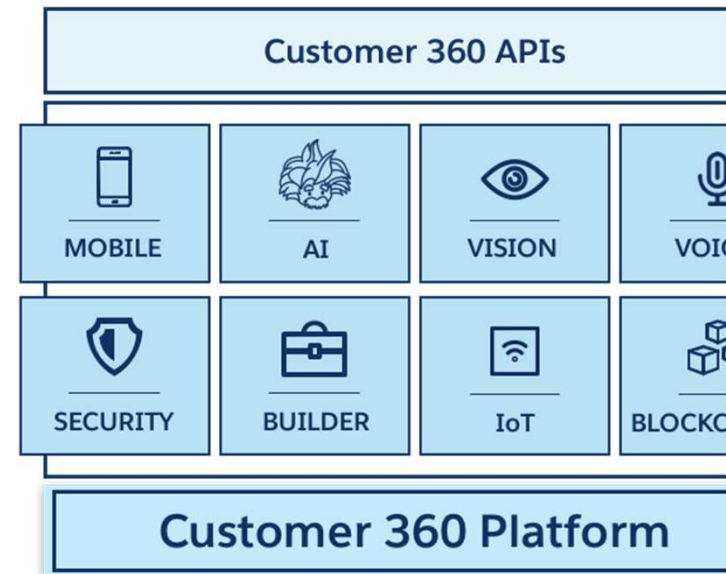 Customer 360 APIs
MOBILE
AI
VISION
SECURITY
BUILDER
IoT
Customer 360 Platform